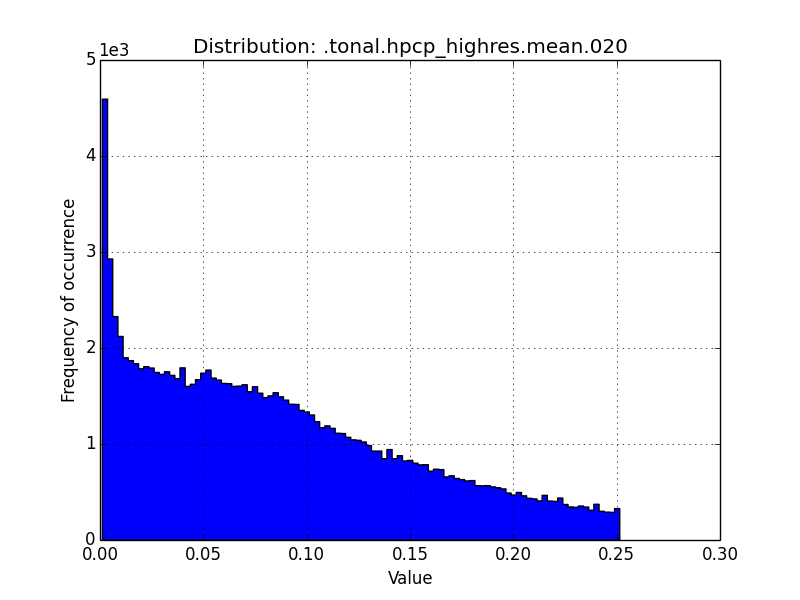 Distribution: .tonal.hpcp_highres.mean.020
1e3
5
4
3
2
1
0
Frequency of occurrence
0.00 0.05 0.10 0.15 0.20 0.25 0.30
Value